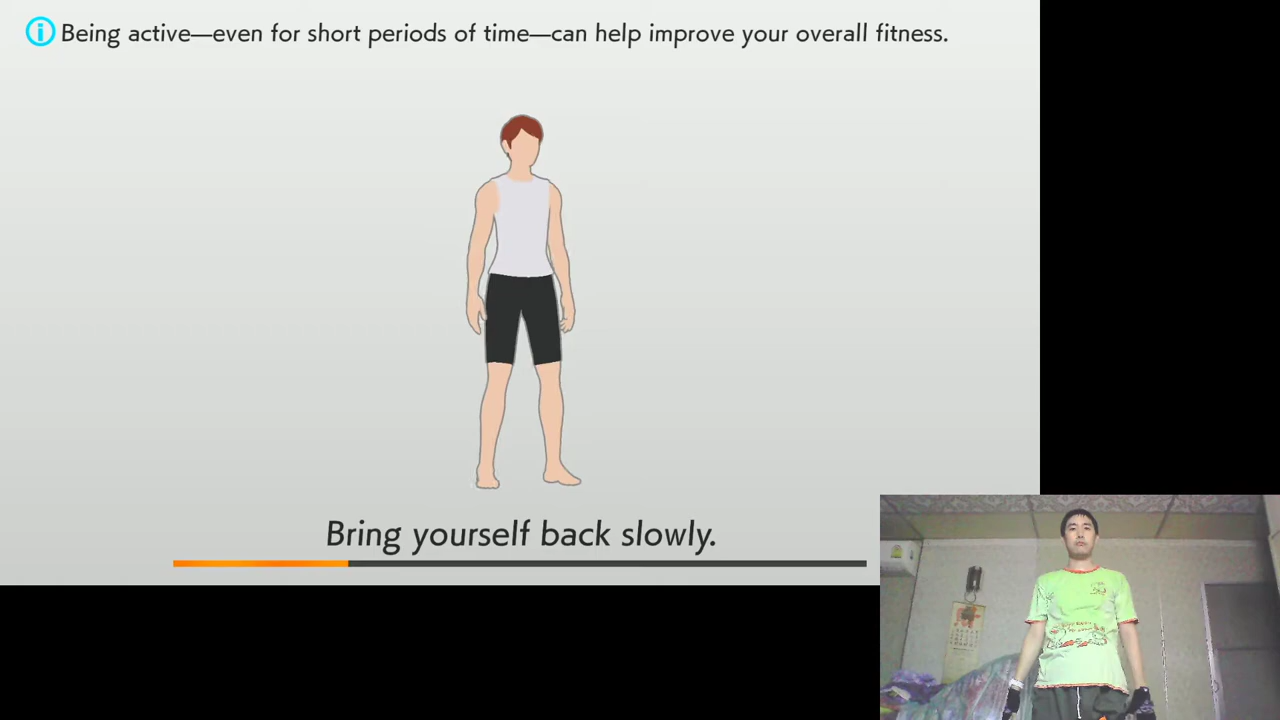 Being active—even for short periods of time—can help improve your overall fitness.
Bring yourself back slowly.